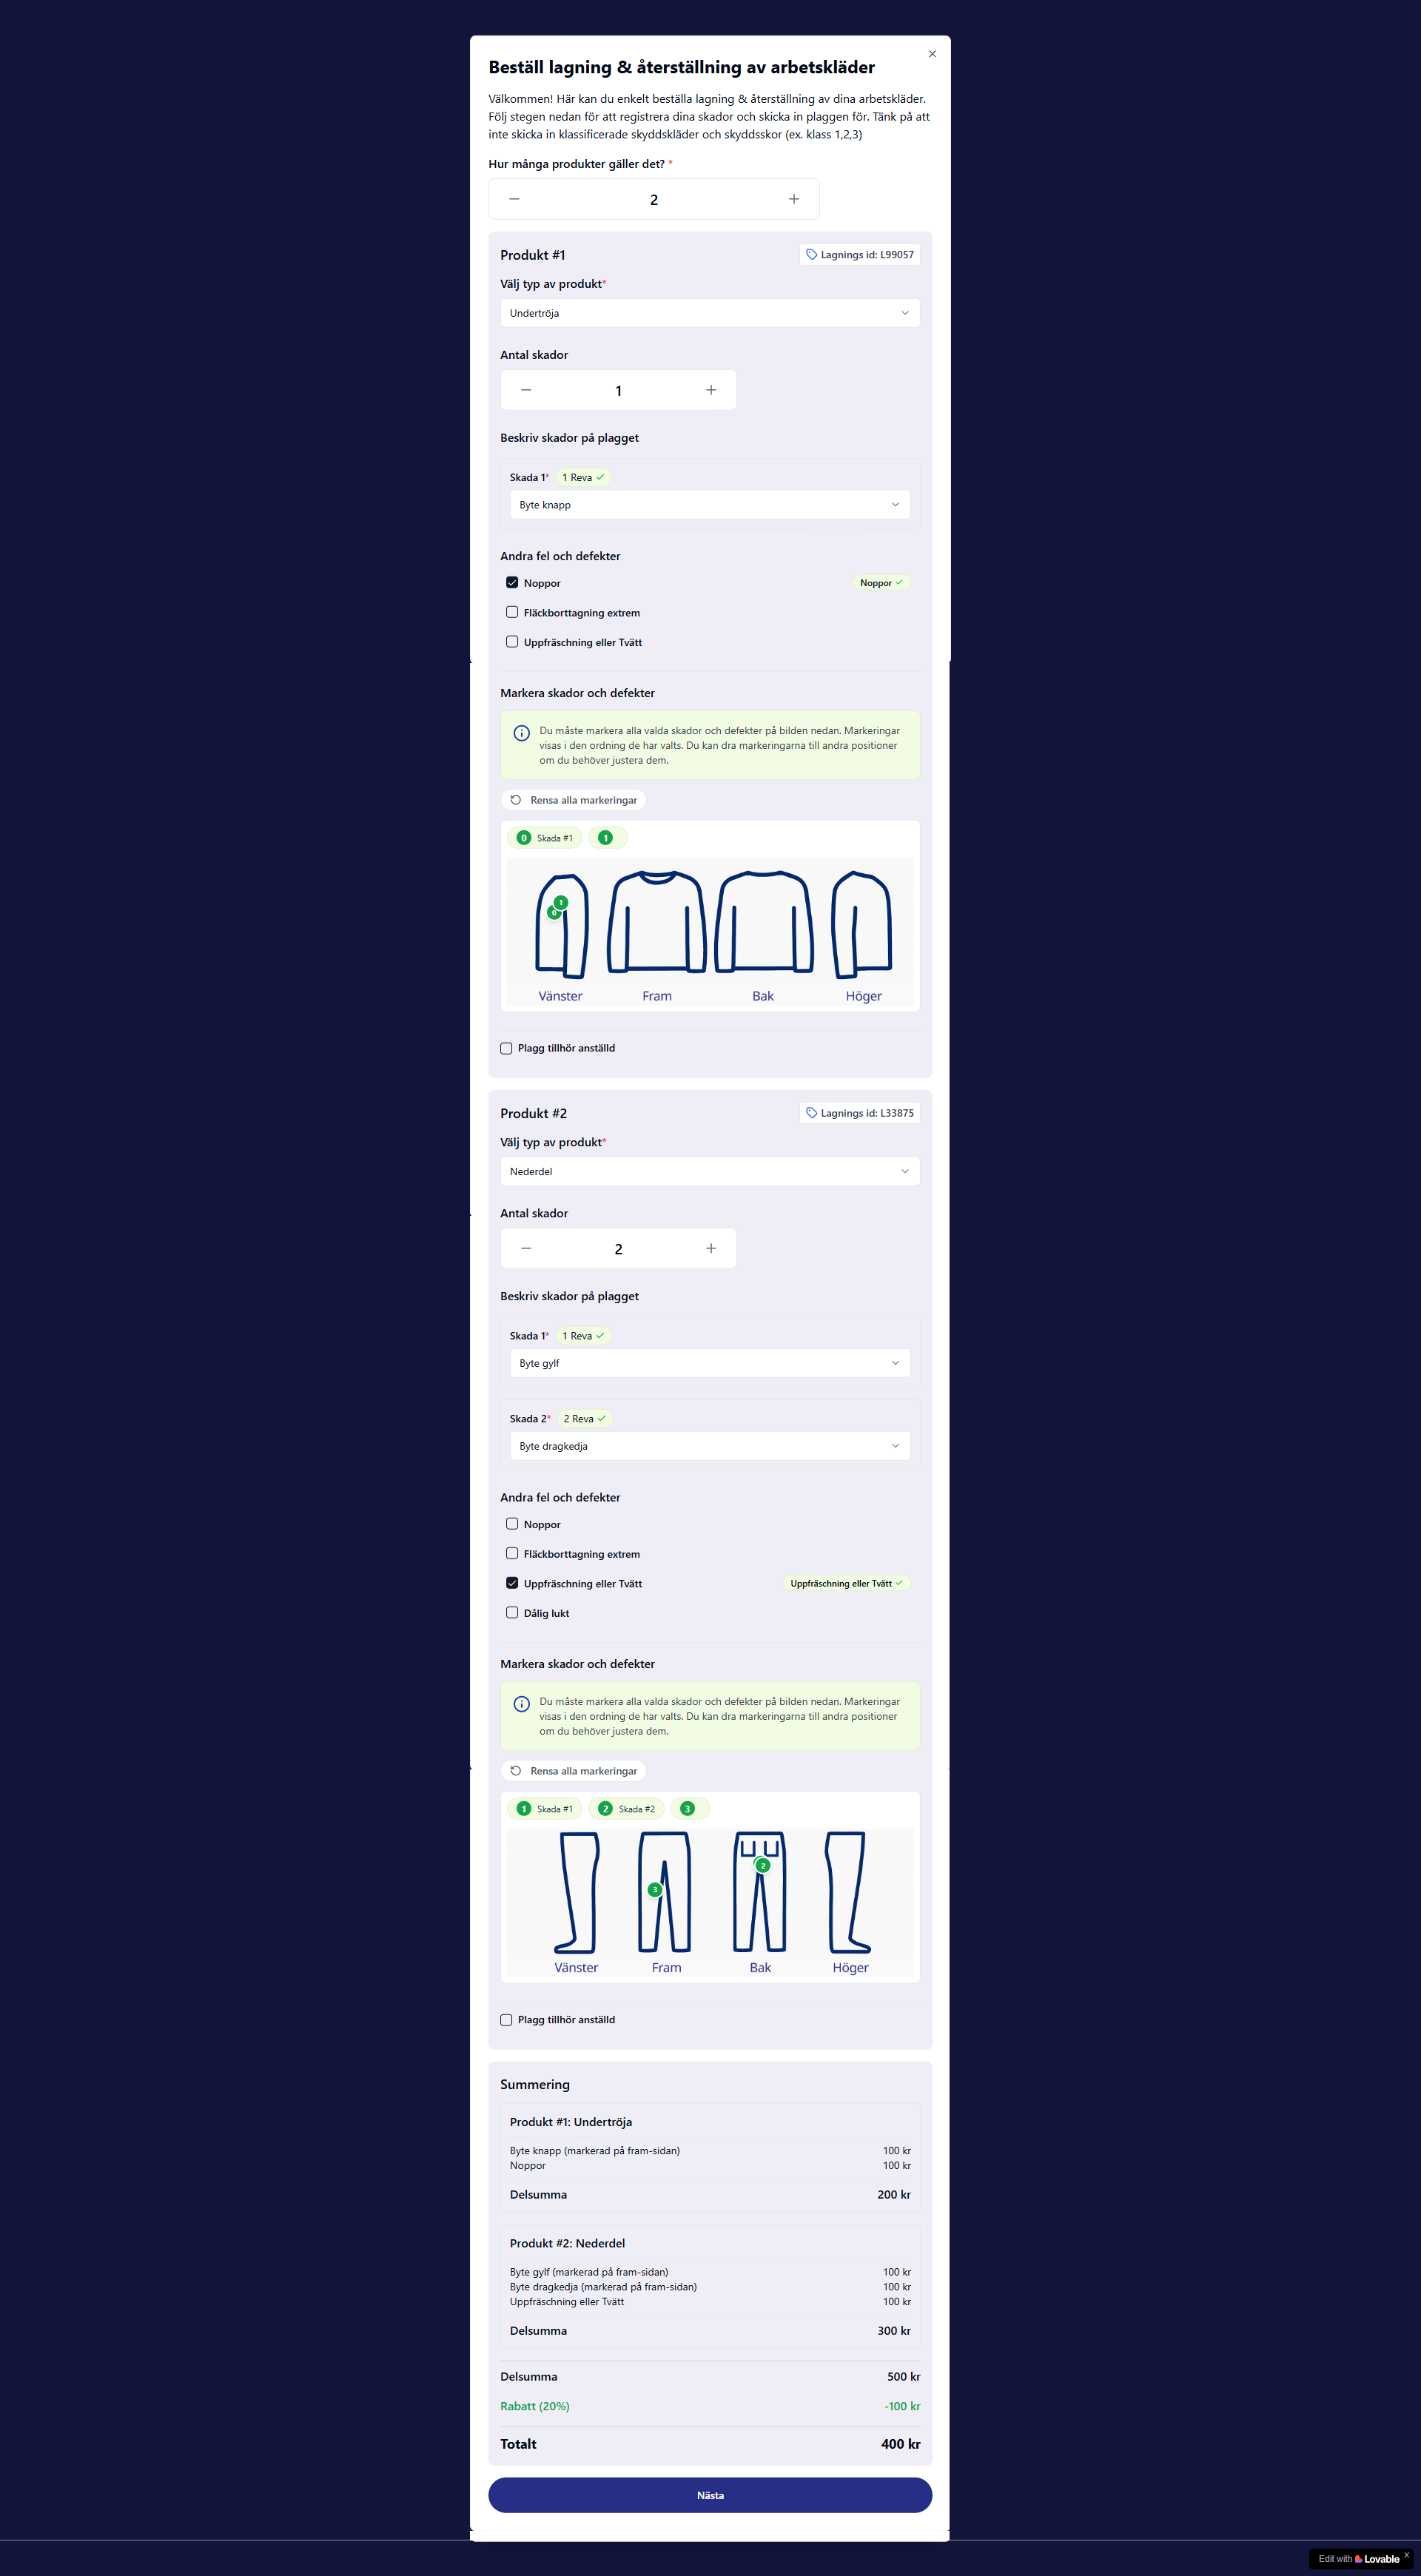 Beställ lagning & återställning av arbetskläder
Välkommen! Här kan du enkelt beställa lagning & återställning av dina arbetskläder.
Följ stegen nedan för att registrera dina skador och skicka in plaggen för. Tänk på att
inte skicka in klassificerade skyddskläder och skyddsskor (ex. klass 1,2,3)
Hur många produkter gäller det? *
2
Produkt #1
Lagnings id: L99057
Välj typ av produkt*
Undertröja
Antal skador
1
Beskriv skador på plagget
Skada 1* 1 Reva
Byte knapp
Andra fel och defekter
Noppor
Noppor
Fläckborttagning extrem
Uppfräschning eller Tvätt
Markera skador och defekter
Du måste markera alla valda skador och defekter på bilden nedan. Markeringar
visas i den ordning de har valts. Du kan dra markeringarna till andra positioner
om du behöver justera dem.
Rensa alla markeringar
0 Skada #1 1
1
0
Vänster Fram Bak Höger
Plagg tillhör anställd
Produkt #2
Lagnings id: L33875
Välj typ av produkt*
Nederdel
Antal skador
2
Beskriv skador på plagget
Skada 1* 1 Reva
Byte gylf
Skada 2* 2 Reva
Byte dragkedja
Andra fel och defekter
Noppor
Fläckborttagning extrem
Uppfräschning eller Tvätt
Uppfräschning eller Tvätt
Dålig lukt
Markera skador och defekter
Du måste markera alla valda skador och defekter på bilden nedan. Markeringar
visas i den ordning de har valts. Du kan dra markeringarna till andra positioner
om du behöver justera dem.
Rensa alla markeringar
1 Skada #1 2 Skada #2 3
2
3
Vänster Fram Bak Höger
Plagg tillhör anställd
Summering
Produkt #1: Undertröja
Byte knapp (markerad på fram-sidan) 100 kr
Noppor 100 kr
Delsumma 200 kr
Produkt #2: Nederdel
Byte gylf (markerad på fram-sidan) 100 kr
Byte dragkedja (markerad på fram-sidan) 100 kr
Uppfräschning eller Tvätt 100 kr
Delsumma 300 kr
Delsumma 500 kr
Rabatt (20%) -100 kr
Totalt 400 kr
Nästa
Edit with Lovable